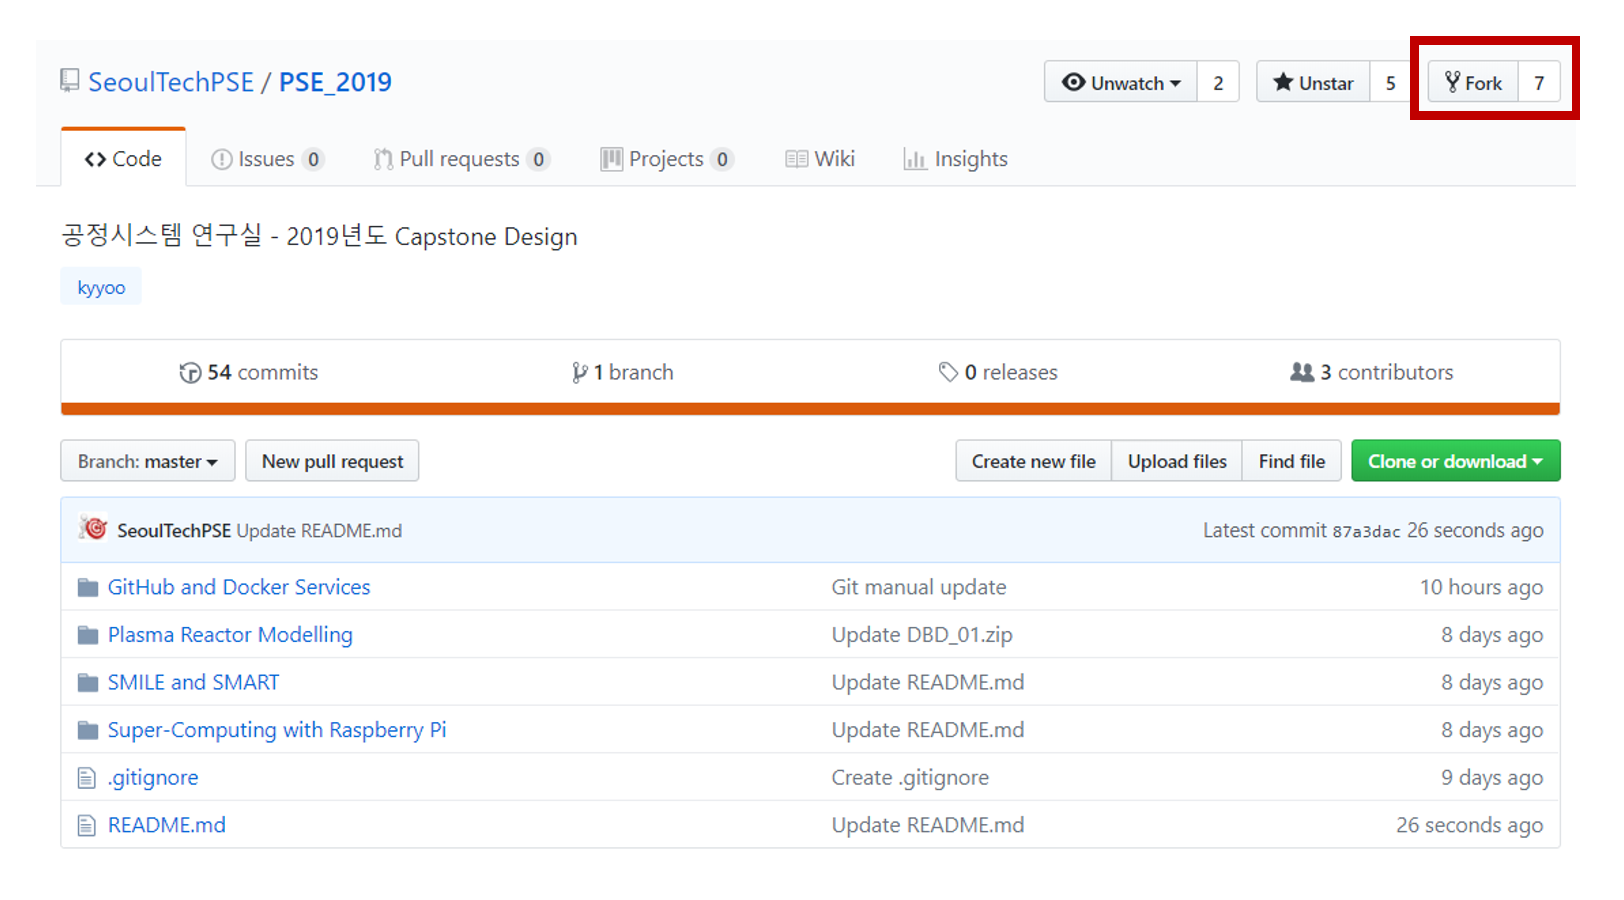 SeoulTechPSE / PSE_2019
Unwatch 2 Unstar 5 Fork 7
Code Issues 0 Pull requests 0 Projects 0 Wiki Insights
공정시스템 연구실 - 2019년도 Capstone Design
kyyoo
54 commits 1 branch 0 releases 3 contributors
Branch: master New pull request Create new file Upload files Find file Clone or download
SeoulTechPSE Update README.md Latest commit 87a3dac 26 seconds ago
GitHub and Docker Services Git manual update 10 hours ago
Plasma Reactor Modelling Update DBD_01.zip 8 days ago
SMILE and SMART Update README.md 8 days ago
Super-Computing with Raspberry Pi Update README.md 8 days ago
.gitignore Create .gitignore 9 days ago
README.md Update README.md 26 seconds ago